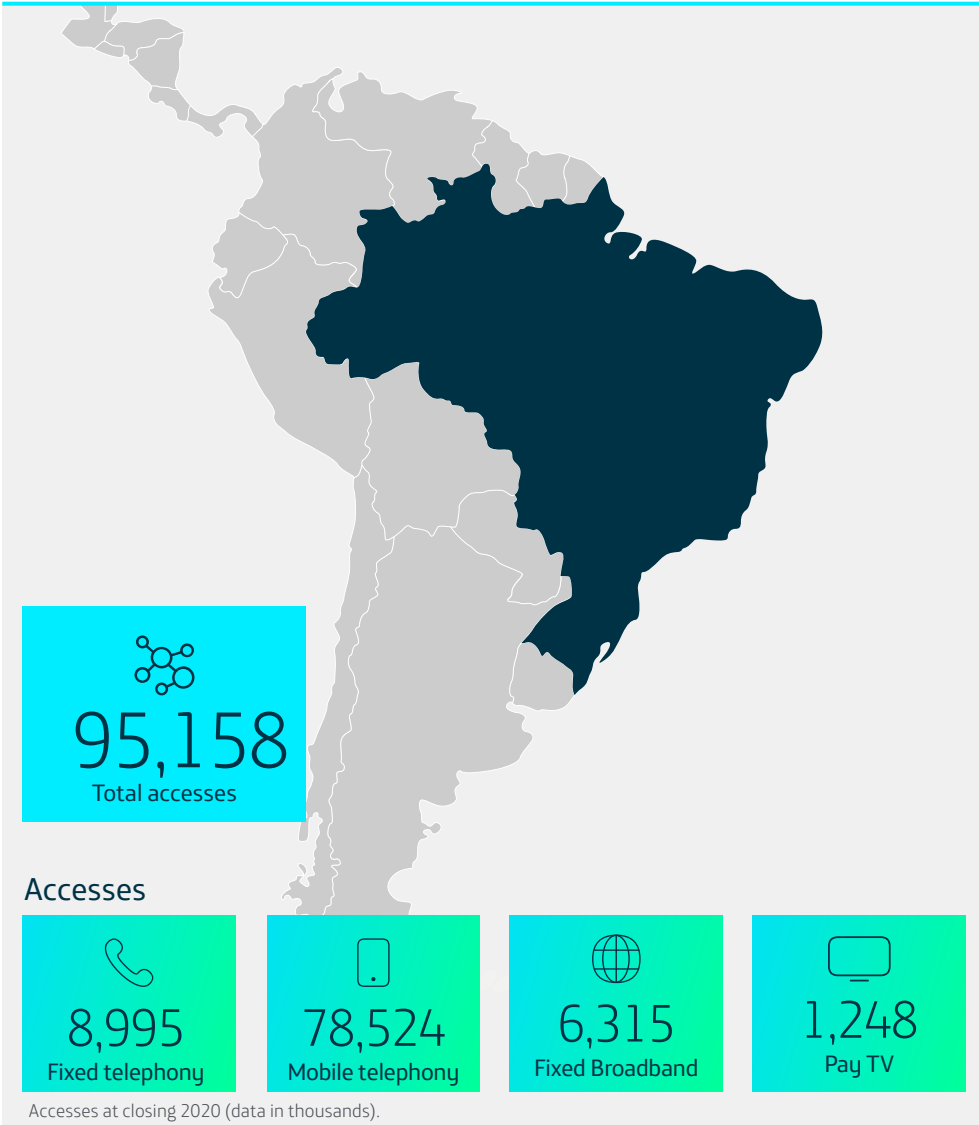 95,158
Total accesses
Accesses
8,995
Fixed telephony
78,524
Mobile telephony
6,315
Fixed Broadband
1,248
Pay TV
Accesses at closing 2020 (data in thousands).